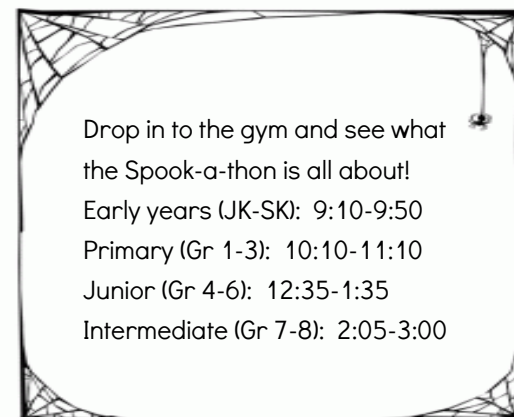 Drop in to the gym and see what
the Spook-a-thon is all about!
Early years (JK-SK):  9:10-9:50
Primary (Gr 1-3):  10:10-11:10
Junior (Gr 4-6):  12:35-1:35
Intermediate (Gr 7-8):  2:05-3:00